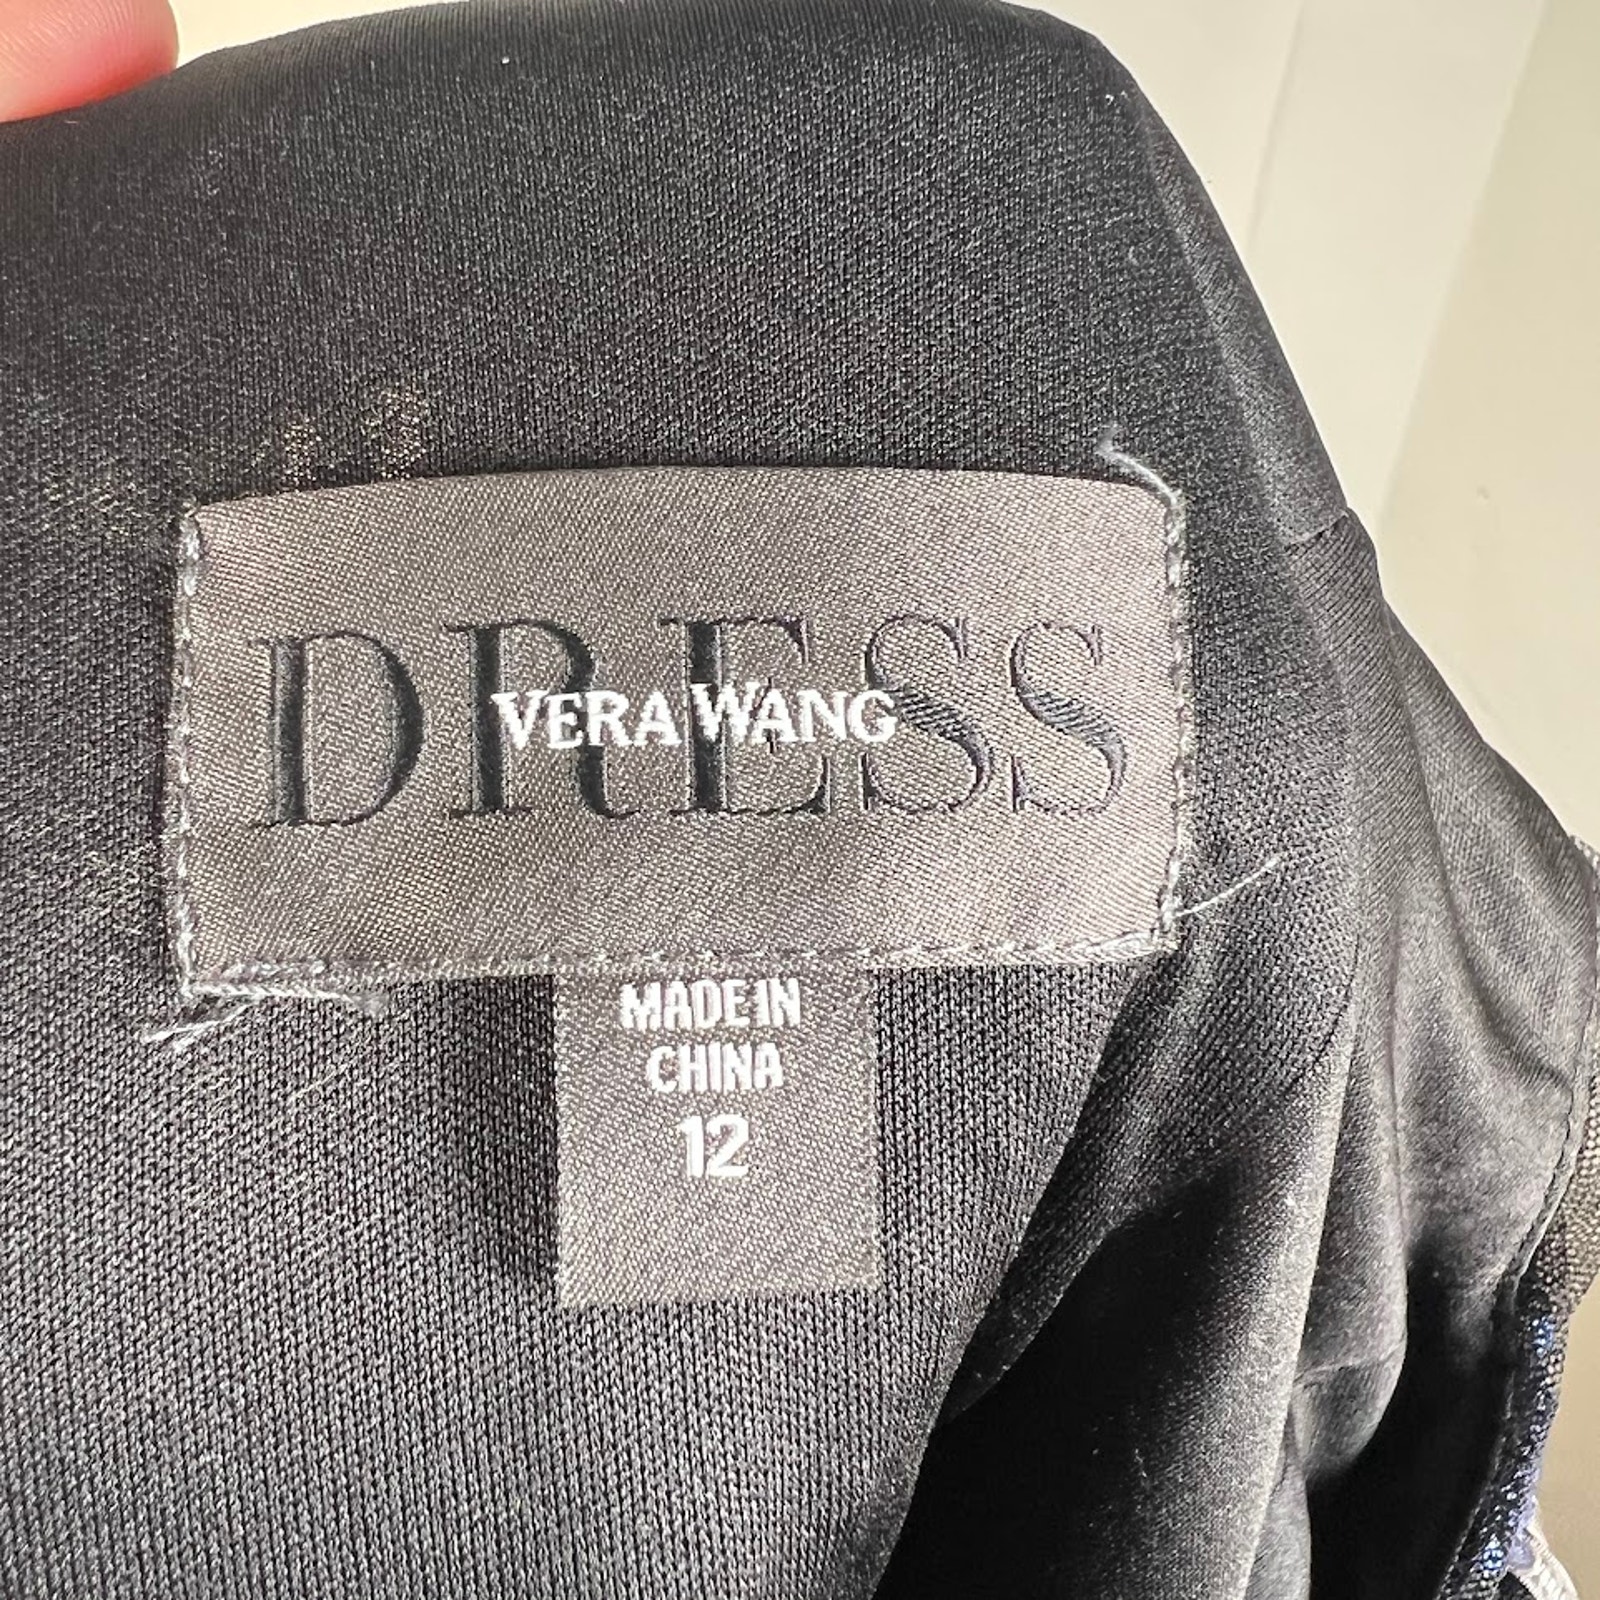 DRESS
VERA WANG
MADE IN
CHINA
12